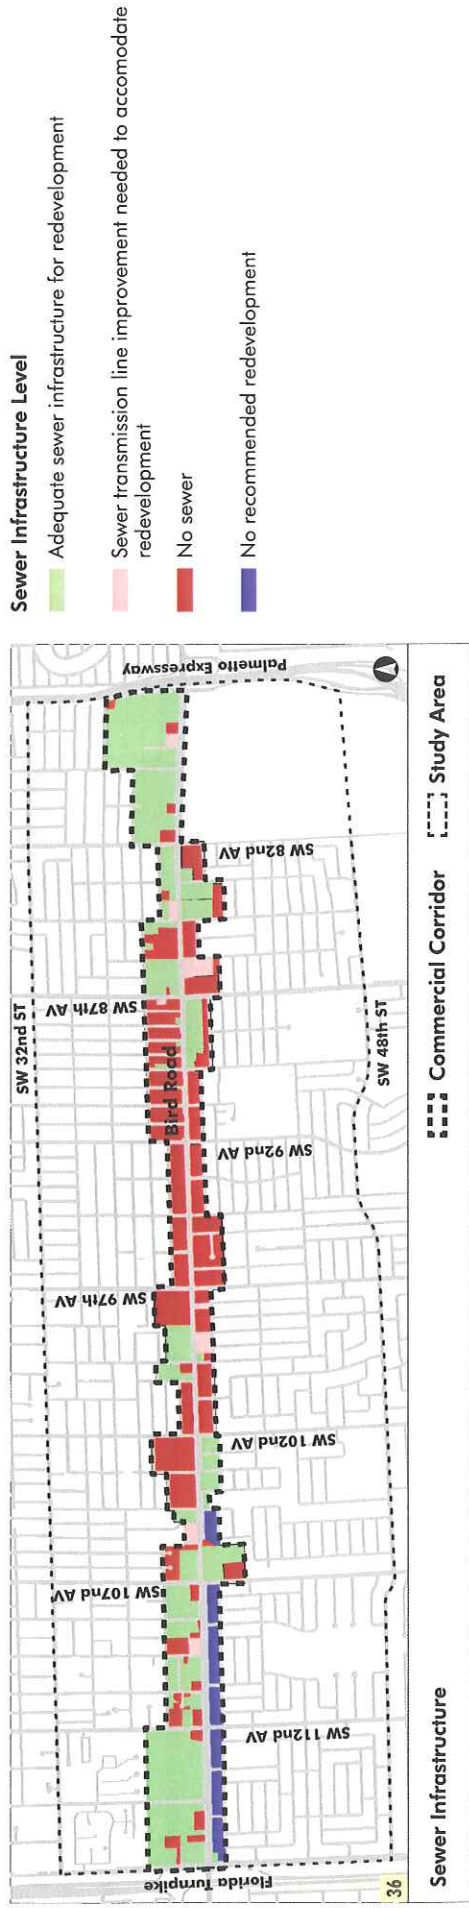 Sewer Infrastructure Level
Adequate sewer infrastructure for redevelopment
Sewer transmission line improvement needed to accomodate
redevelopment
No sewer
No recommended redevelopment
SW 32nd ST
Florida Turnpike
SW 112nd AV
SW 107nd AV
SW 102nd AV
SW 97th AV
SW 92nd AV
Bird Road
SW 87th AV
SW 82nd AV
Palmetto Expressway
SW 48th ST
36
Sewer Infrastructure
Commercial Corridor
Study Area